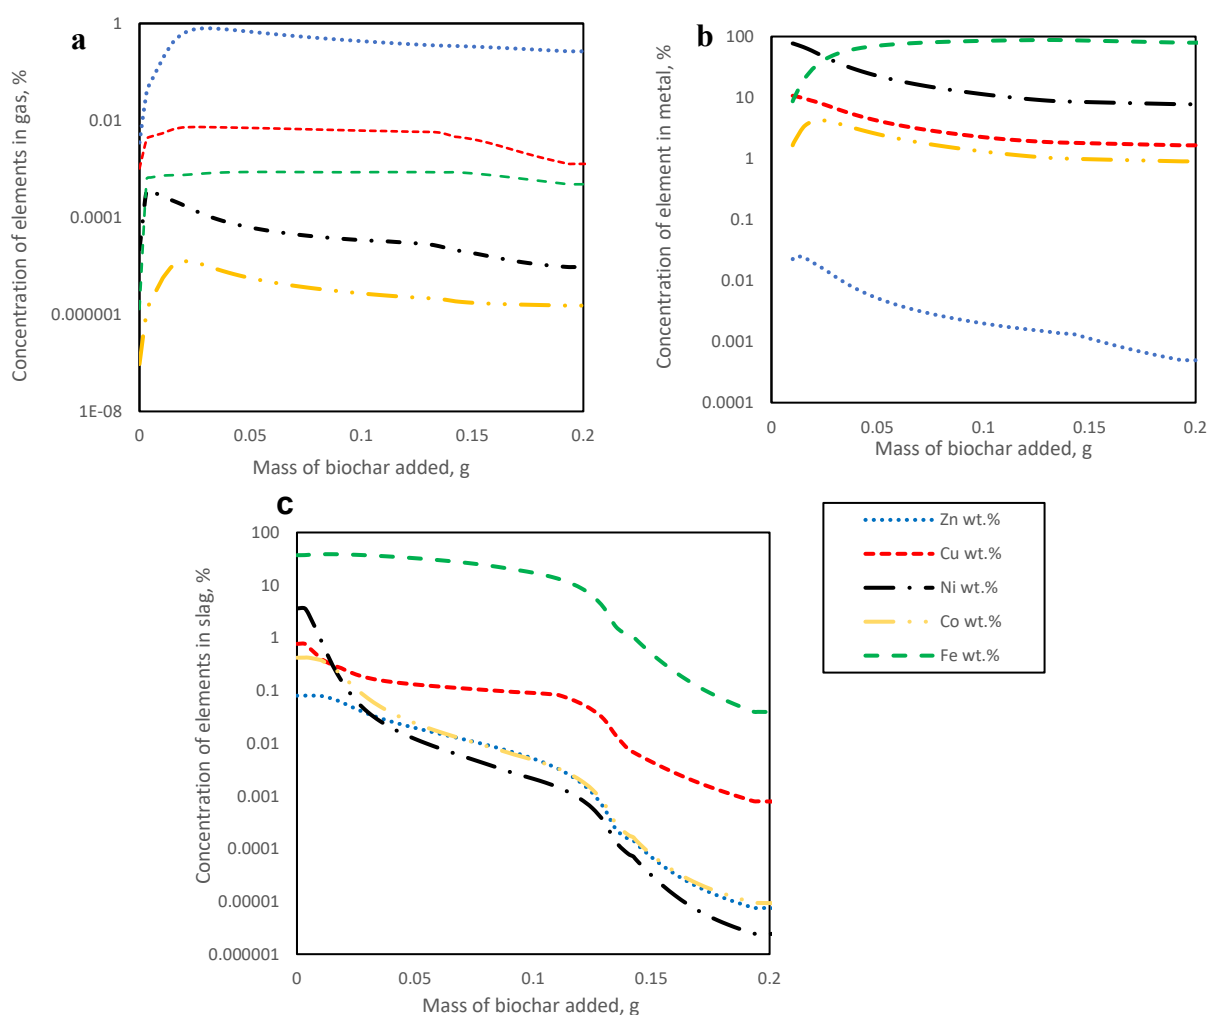 a
Concentration of elements in gas, %
1
0.01
0.0001
0.000001
1E-08
0
0.05
0.1
0.15
0.2
Mass of biochar added, g
b
Concentration of element in metal, %
100
10
1
0.1
0.01
0.001
0.0001
0
0.05
0.1
0.15
0.2
Mass of biochar added, g
c
Concentration of elements in slag, %
100
10
1
0.1
0.01
0.001
0.0001
0.00001
0.000001
0
0.05
0.1
0.15
0.2
Mass of biochar added, g
Zn wt.%
Cu wt.%
Ni wt.%
Co wt.%
Fe wt.%